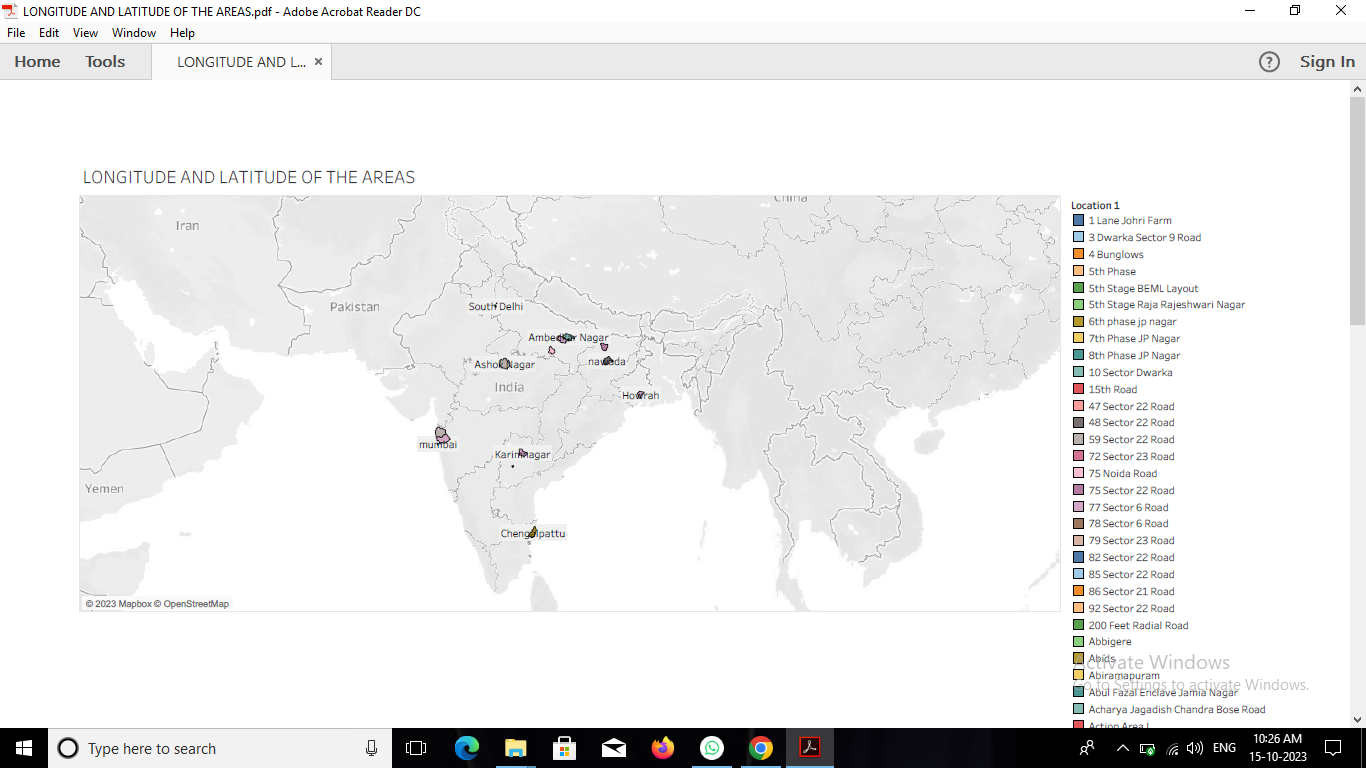 LONGITUDE AND LATITUDE OF THE AREAS.pdf - Adobe Acrobat Reader DC
File Edit View Window Help
Home Tools LONGITUDE AND L... × ? Sign In
LONGITUDE AND LATITUDE OF THE AREAS
China
Iran
Pakistan
South Delhi
Ambedkar Nagar
Ashok Nagar
nawada
India
Howrah
mumbai
Karimnagar
Yemen
Chengalpattu
© 2023 Mapbox © OpenStreetMap
Location 1
1 Lane Johri Farm
3 Dwarka Sector 9 Road
4 Bunglows
5th Phase
5th Stage BEML Layout
5th Stage Raja Rajeshwari Nagar
6th phase jp nagar
7th Phase JP Nagar
8th Phase JP Nagar
10 Sector Dwarka
15th Road
47 Sector 22 Road
48 Sector 22 Road
59 Sector 22 Road
72 Sector 23 Road
75 Noida Road
75 Sector 22 Road
77 Sector 6 Road
78 Sector 6 Road
79 Sector 23 Road
82 Sector 22 Road
85 Sector 22 Road
86 Sector 21 Road
92 Sector 22 Road
200 Feet Radial Road
Abbigere
Abids
Abiramapuram
Abul Fazal Enclave Jamia Nagar
Acharya Jagadish Chandra Bose Road
Action Area I
Activate Windows
Go to Settings to activate Windows.
Type here to search
ENG
10:26 AM
15-10-2023